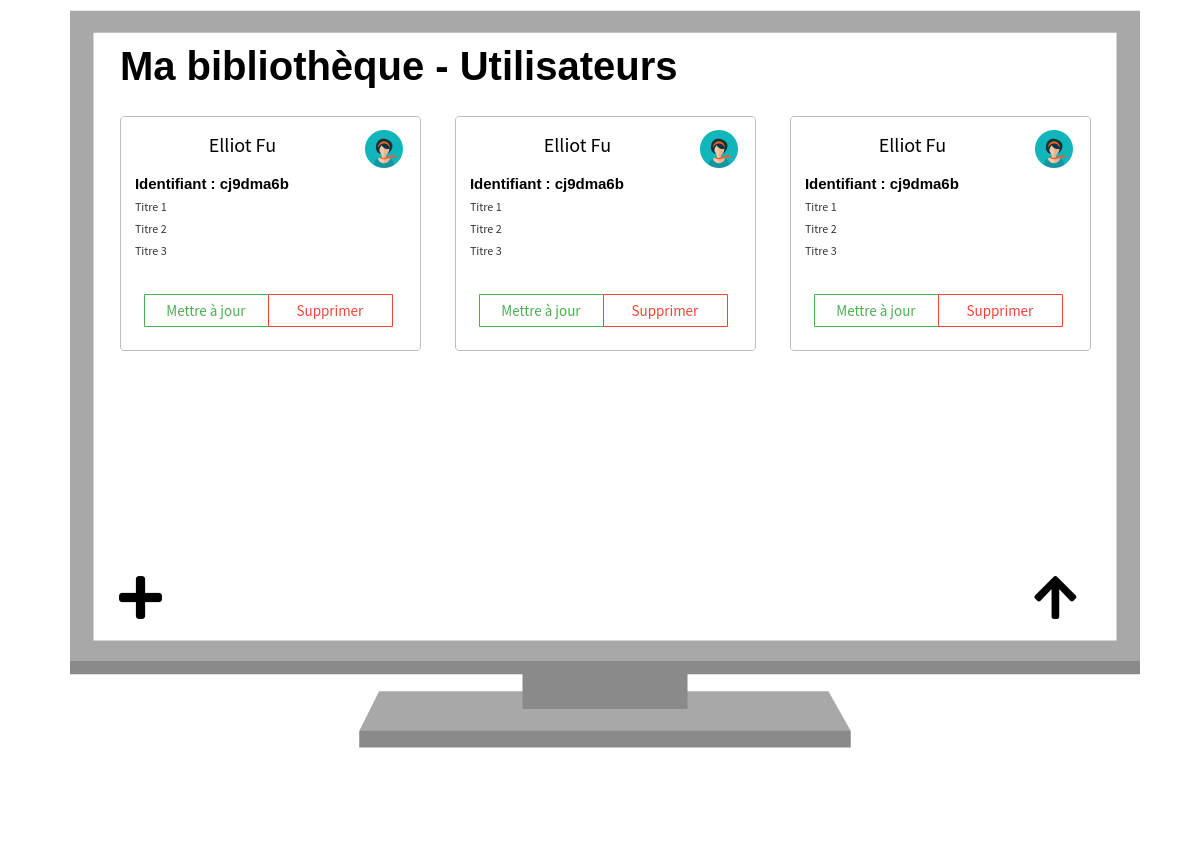 Ma bibliothèque - Utilisateurs
Elliot Fu
Identifiant : cj9dma6b
Titre 1
Titre 2
Titre 3
Mettre à jour
Supprimer
Elliot Fu
Identifiant : cj9dma6b
Titre 1
Titre 2
Titre 3
Mettre à jour
Supprimer
Elliot Fu
Identifiant : cj9dma6b
Titre 1
Titre 2
Titre 3
Mettre à jour
Supprimer